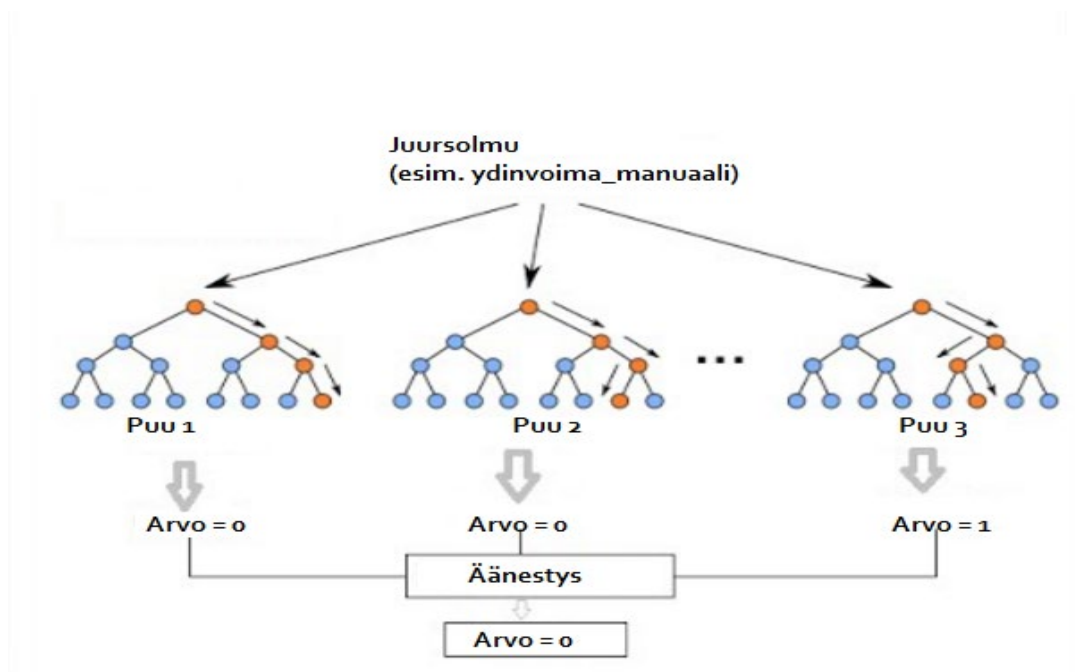 Juursolmu
(esim. ydinvoima_manuaali)
...
Puu 1
Puu 2
Puu 3
Arvo = 0
Arvo = 0
Arvo = 1
Äänestys
Arvo = 0